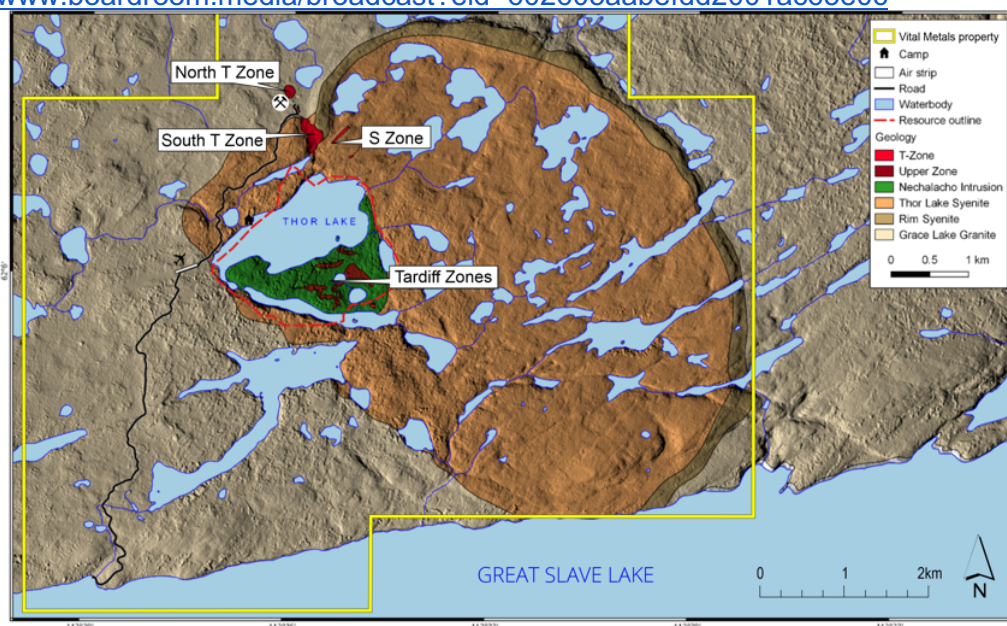 North T Zone
South T Zone
S Zone
THOR LAKE
Tardiff Zones
GREAT SLAVE LAKE
0 1 2km
N
Vital Metals property
Camp
Air strip
Road
Waterbody
Resource outline
Geology
T-Zone
Upper Zone
Nechalacho Intrusion
Thor Lake Syenite
Rim Syenite
Grace Lake Granite
0 0.5 1 km
62°6'